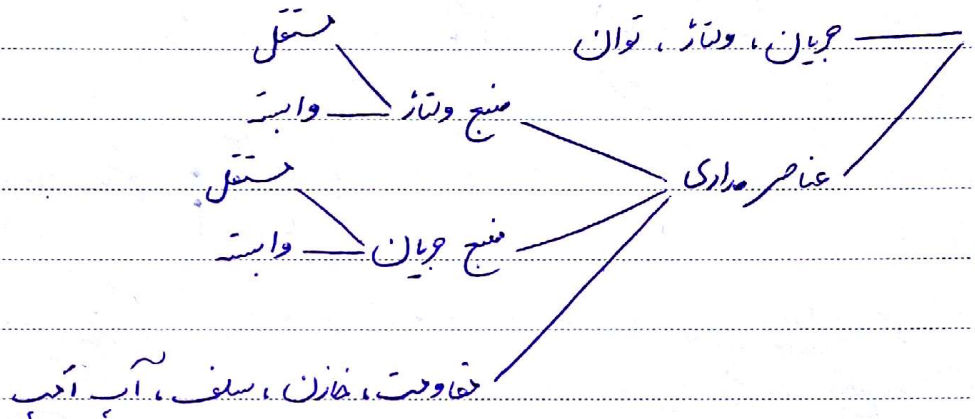 جریان، ولتاژ، توان
مستقل
منبع ولتاژ
وابسته
عناصر مداری
مستقل
منبع جریان
وابسته
مقاومت، خازن، سلف، آپ امپ